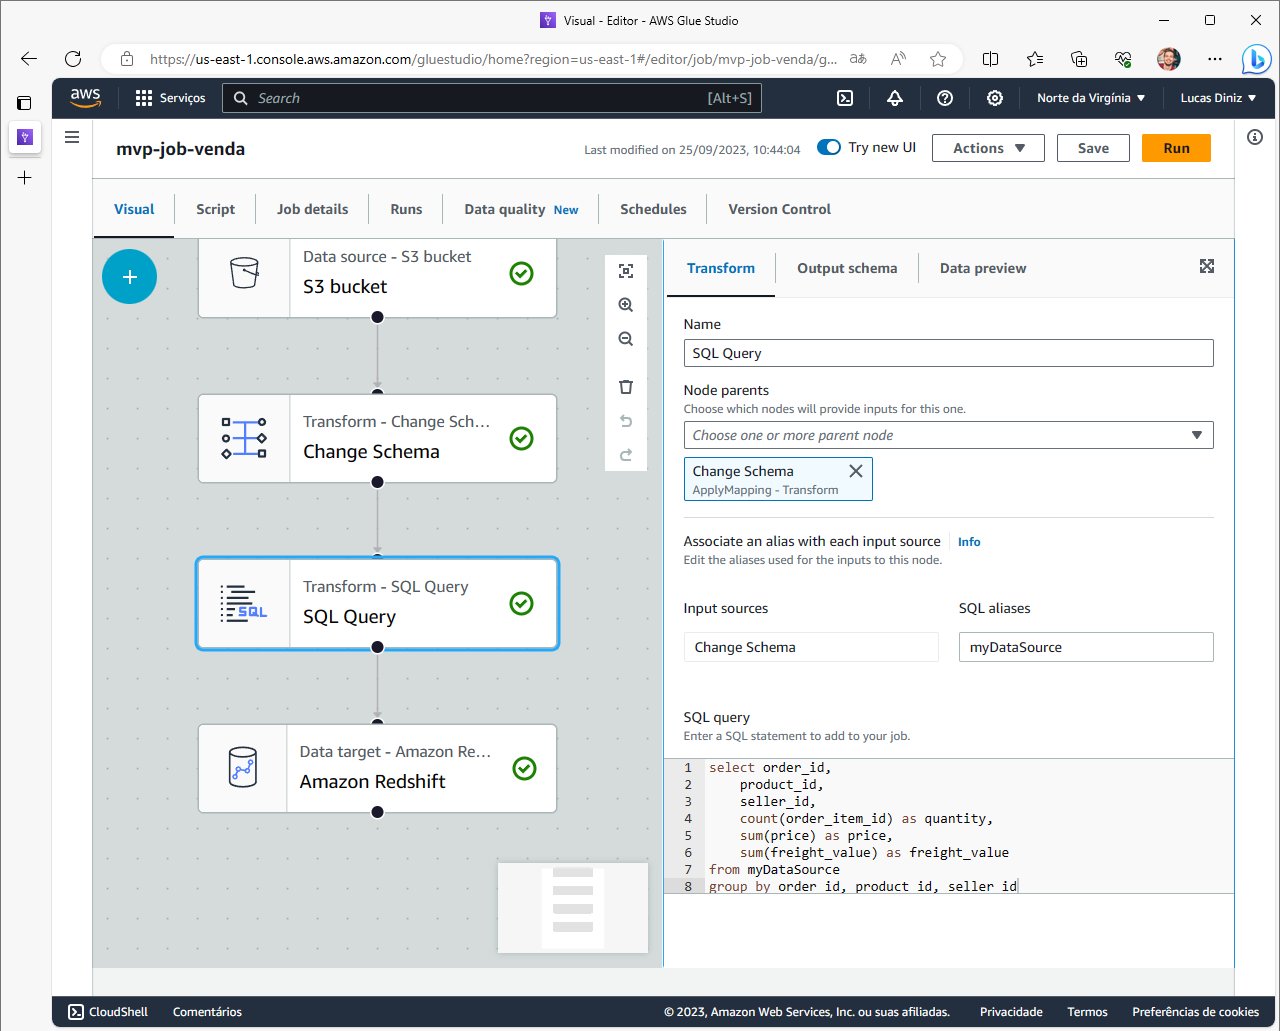 Visual - Editor - AWS Glue Studio
https://us-east-1.console.aws.amazon.com/gluestudio/home?region=us-east-1#/editor/job/mvp-job-venda/g...
aws
Serviços
Search
[Alt+S]
Norte da Virgínia
Lucas Diniz
mvp-job-venda
Last modified on 25/09/2023, 10:44:04
Try new UI
Actions
Save
Run
Visual
Script
Job details
Runs
Data quality New
Schedules
Version Control
Data source - S3 bucket
S3 bucket
Transform - Change Sch...
Change Schema
Transform - SQL Query
SQL
SQL Query
Data target - Amazon Re...
Amazon Redshift
Transform
Output schema
Data preview
Name
SQL Query
Node parents
Choose which nodes will provide inputs for this one.
Choose one or more parent node
Change Schema
ApplyMapping - Transform
Associate an alias with each input source Info
Edit the aliases used for the inputs to this node.
Input sources
SQL aliases
Change Schema
myDataSource
SQL query
Enter a SQL statement to add to your job.
1 select order_id,
2 product_id,
3 seller_id,
4 count(order_item_id) as quantity,
5 sum(price) as price,
6 sum(freight_value) as freight_value
7 from myDataSource
8 group by order_id, product_id, seller_id
CloudShell
Comentários
© 2023, Amazon Web Services, Inc. ou suas afiliadas.
Privacidade
Termos
Preferências de cookies